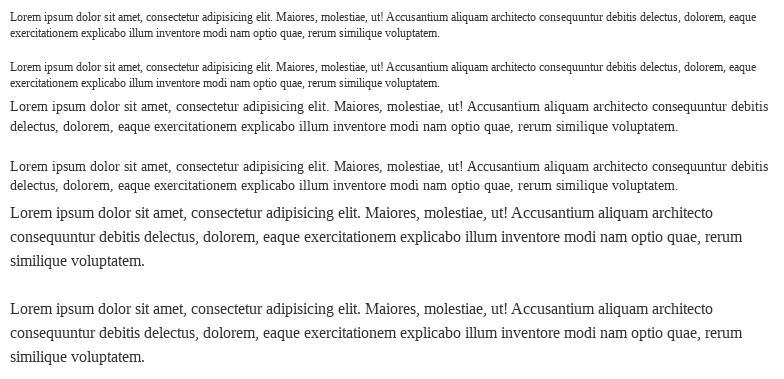 Lorem ipsum dolor sit amet, consectetur adipisicing elit. Maiores, molestiae, ut! Accusantium aliquam architecto consequuntur debitis delectus, dolorem, eaque
exercitationem explicabo illum inventore modi nam optio quae, rerum similique voluptatem.
Lorem ipsum dolor sit amet, consectetur adipisicing elit. Maiores, molestiae, ut! Accusantium aliquam architecto consequuntur debitis delectus, dolorem, eaque
exercitationem explicabo illum inventore modi nam optio quae, rerum similique voluptatem.
Lorem ipsum dolor sit amet, consectetur adipisicing elit. Maiores, molestiae, ut! Accusantium aliquam architecto consequuntur debitis
delectus, dolorem, eaque exercitationem explicabo illum inventore modi nam optio quae, rerum similique voluptatem.
Lorem ipsum dolor sit amet, consectetur adipisicing elit. Maiores, molestiae, ut! Accusantium aliquam architecto consequuntur debitis
delectus, dolorem, eaque exercitationem explicabo illum inventore modi nam optio quae, rerum similique voluptatem.
Lorem ipsum dolor sit amet, consectetur adipisicing elit. Maiores, molestiae, ut! Accusantium aliquam architecto
consequuntur debitis delectus, dolorem, eaque exercitationem explicabo illum inventore modi nam optio quae, rerum
similique voluptatem.
Lorem ipsum dolor sit amet, consectetur adipisicing elit. Maiores, molestiae, ut! Accusantium aliquam architecto
consequuntur debitis delectus, dolorem, eaque exercitationem explicabo illum inventore modi nam optio quae, rerum
similique voluptatem.